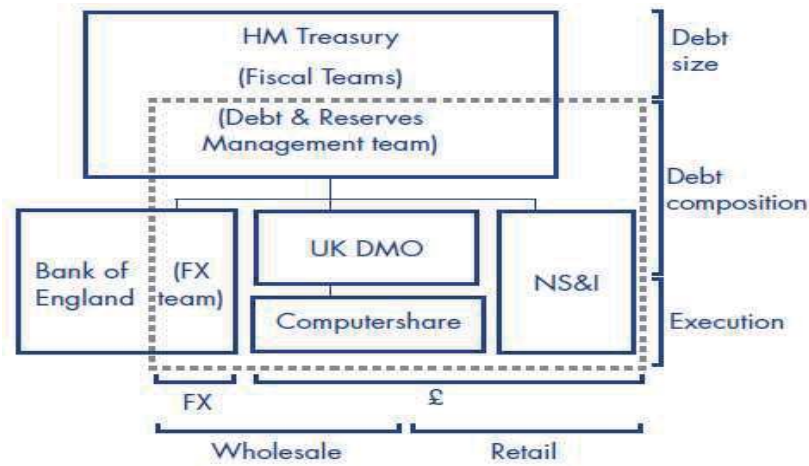 HM Treasury
(Fiscal Teams)
(Debt & Reserves
Management team)
Debt
size
Debt
composition
Bank of
England
(FX
team)
UK DMO
Computershare
NS&I
Execution
FX
£
Wholesale
Retail